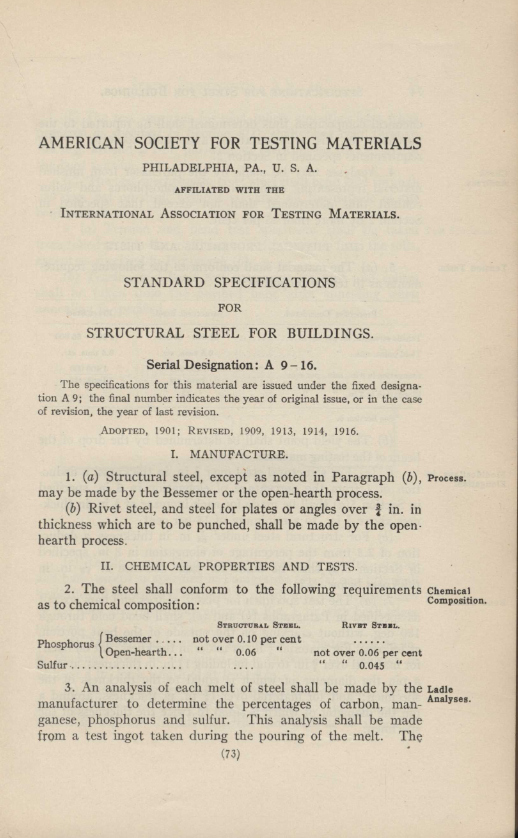 AMERICAN SOCIETY FOR TESTING MATERIALS
PHILADELPHIA, PA., U. S. A.
AFFILIATED WITH THE
INTERNATIONAL ASSOCIATION FOR TESTING MATERIALS.
STANDARD SPECIFICATIONS
FOR
STRUCTURAL STEEL FOR BUILDINGS.
Serial Designation: A 9 – 16.
The specifications for this material are issued under the fixed designa-
tion A 9; the final number indicates the year of original issue, or in the case
of revision, the year of last revision.
ADOPTED, 1901; REVISED, 1909, 1913, 1914, 1916.
I. MANUFACTURE.
1. (a) Structural steel, except as noted in Paragraph (b), Process.
may be made by the Bessemer or the open-hearth process.
(b) Rivet steel, and steel for plates or angles over ¾ in. in
thickness which are to be punched, shall be made by the open-
hearth process.
II. CHEMICAL PROPERTIES AND TESTS.
2. The steel shall conform to the following requirements Chemical
as to chemical composition: Composition.
STRUCTURAL STEEL. RIVET STEEL.
Phosphorus { Bessemer ..... not over 0.10 per cent ......
Open-hearth... " " 0.06 " not over 0.06 per cent
Sulfur .................... .... " " 0.045 "
3. An analysis of each melt of steel shall be made by the Ladle
manufacturer to determine the percentages of carbon, man- Analyses.
ganese, phosphorus and sulfur. This analysis shall be made
from a test ingot taken during the pouring of the melt. The
(73)